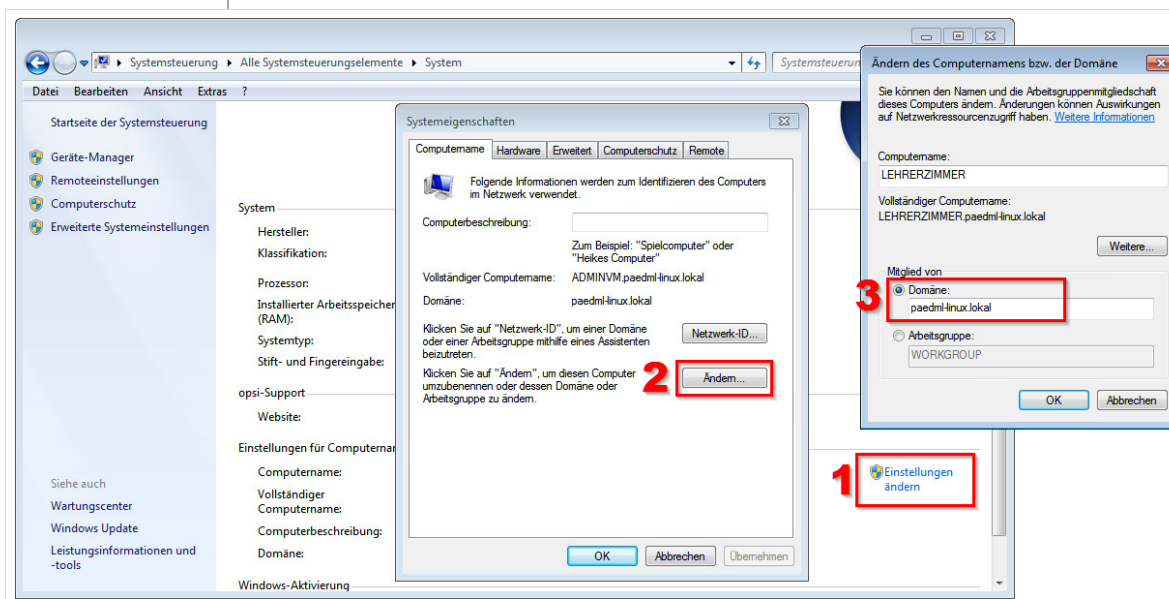 Systemsteuerung ▸ Alle Systemsteuerungselemente ▸ System
Systemsteuerun
Datei Bearbeiten Ansicht Extras ?
Startseite der Systemsteuerung
Geräte-Manager
Remoteeinstellungen
Computerschutz
Erweiterte Systemeinstellungen
Siehe auch
Wartungscenter
Windows Update
Leistungsinformationen und
-tools
System
Hersteller:
Klassifikation:
Prozessor:
Installierter Arbeitsspeicher
(RAM):
Systemtyp:
Stift- und Fingereingabe:
opsi-Support
Website:
Einstellungen für Computernar
Computername:
Vollständiger
Computername:
Computerbeschreibung:
Domäne:
Windows-Aktivierung
1
Einstellungen
ändern
Systemeigenschaften
Computername Hardware Erweitert Computerschutz Remote
Folgende Informationen werden zum Identifizieren des Computers
im Netzwerk verwendet.
Computerbeschreibung:
Zum Beispiel: "Spielcomputer" oder
"Heikes Computer"
Vollständiger Computername: ADMINVM.paedml-linux.lokal
Domäne: paedml-linux.lokal
Klicken Sie auf "Netzwerk-ID", um einer Domäne
oder einer Arbeitsgruppe mithilfe eines Assistenten
beizutreten.
Netzwerk-ID...
Klicken Sie auf "Ändern", um diesen Computer
umzubenennen oder dessen Domäne oder
Arbeitsgruppe zu ändern.
2
Ändern...
OK Abbrechen Übernehmen
Ändern des Computernamens bzw. der Domäne
Sie können den Namen und die Arbeitsgruppenmitgliedschaft
dieses Computers ändern. Änderungen können Auswirkungen
auf Netzwerkressourcenzugriff haben. Weitere Informationen
Computername:
LEHRERZIMMER
Vollständiger Computername:
LEHRERZIMMER.paedml-linux.lokal
Weitere...
Mitglied von
3
Domäne:
paedml-linux.lokal
Arbeitsgruppe:
WORKGROUP
OK Abbrechen